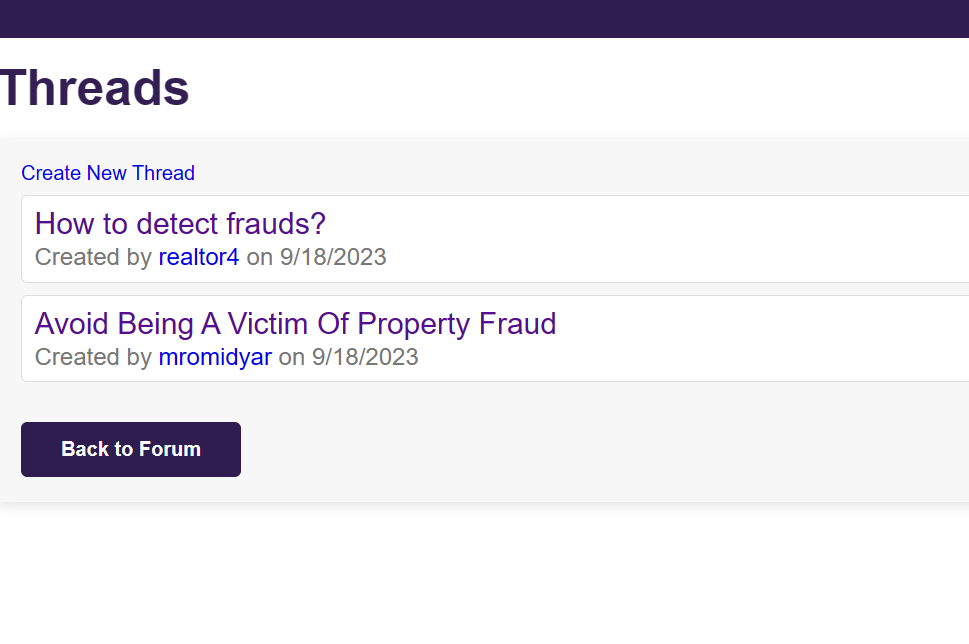 Threads
Create New Thread
How to detect frauds?
Created by realtor4 on 9/18/2023
Avoid Being A Victim Of Property Fraud
Created by mromidyar on 9/18/2023
Back to Forum